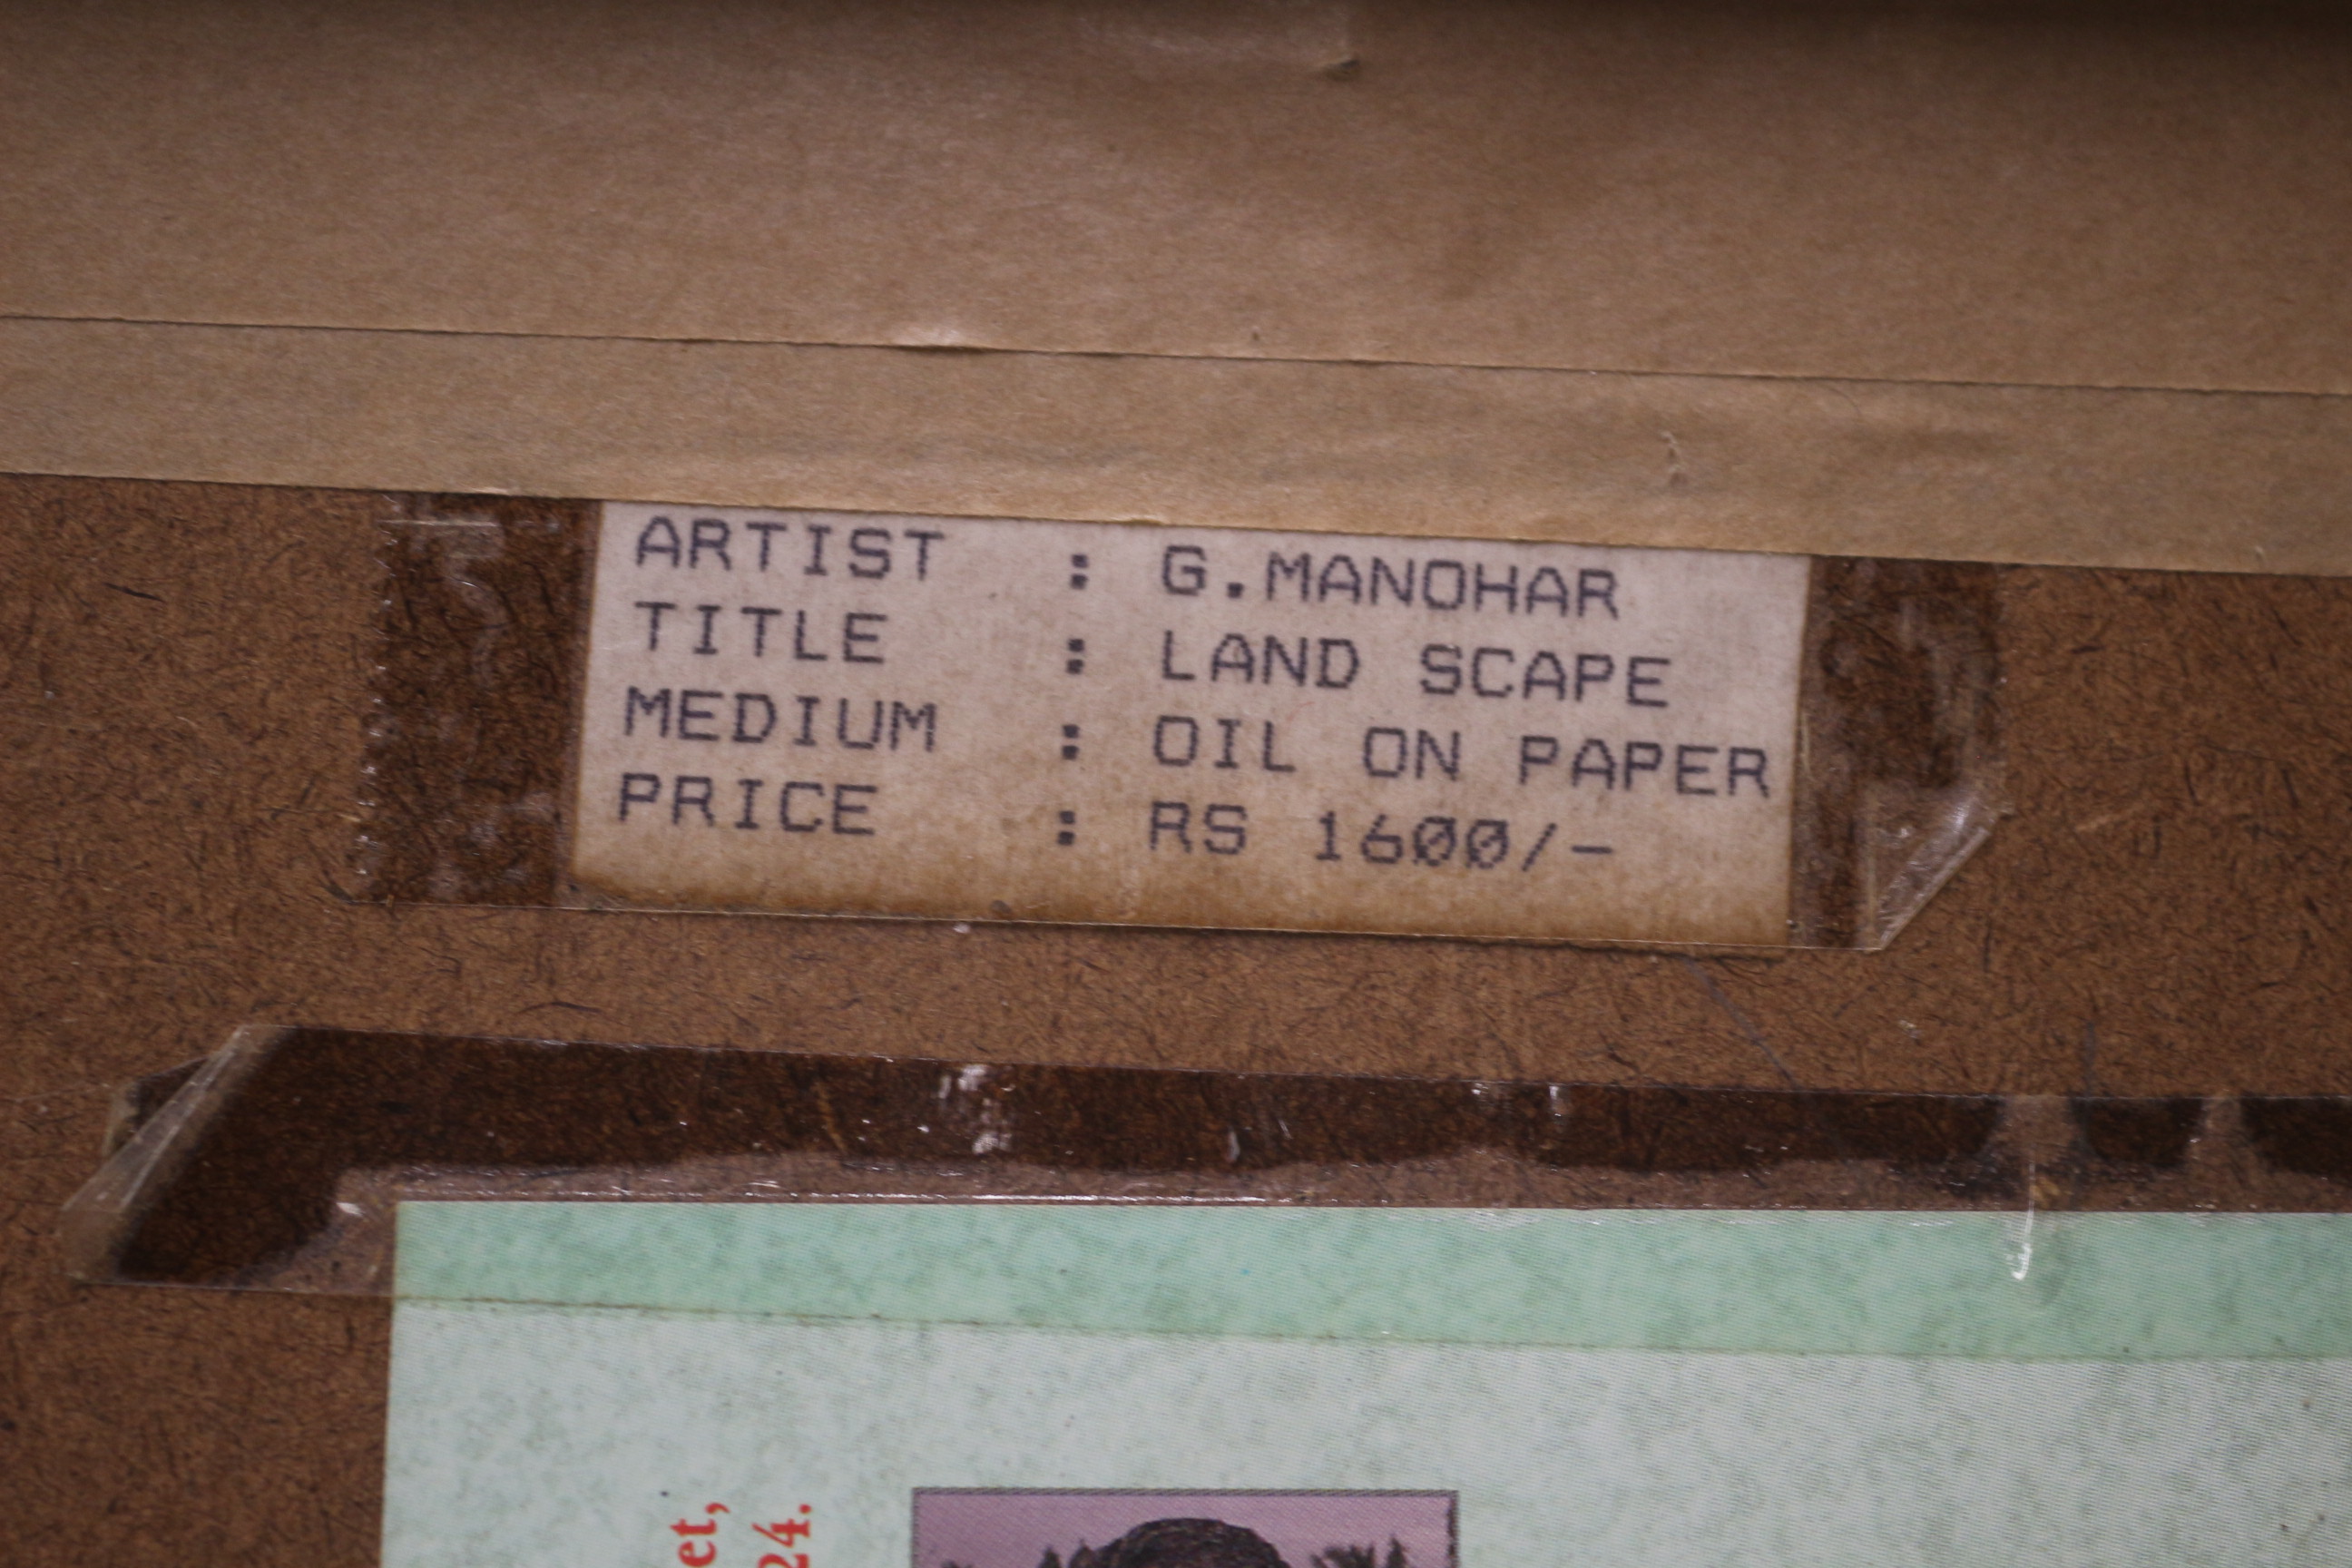 ARTIST : G.MANOHAR
TITLE : LAND SCAPE
MEDIUM : OIL ON PAPER
PRICE : RS 1600/-
et,
24.